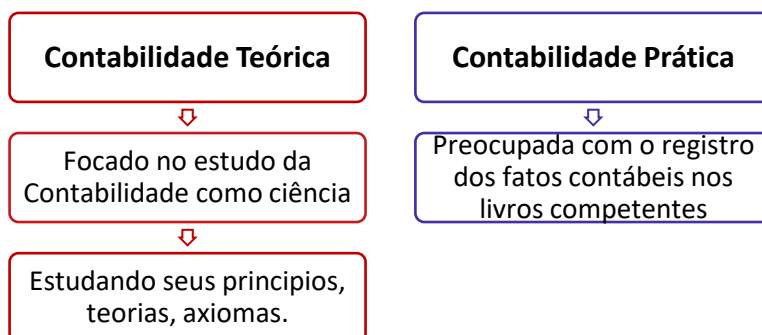 Contabilidade Teórica
Focado no estudo da
Contabilidade como ciência
Estudando seus principios,
teorias, axiomas.
Contabilidade Prática
Preocupada com o registro
dos fatos contábeis nos
livros competentes